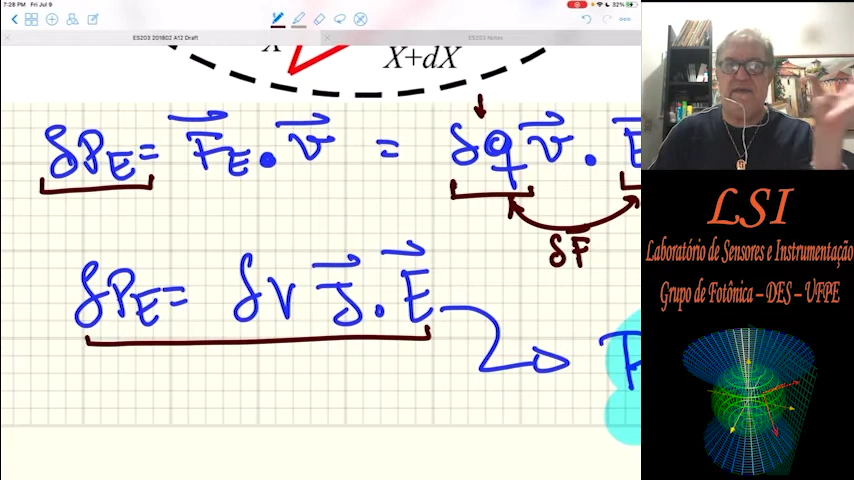 7:28 PM Fri Jul 9
32%
ES203 201802 A12 Draft
ES203 Notes
X+dX
δP_E = F_E · v = δq v ·
δF
δP_E = δV J · E
LSI
Laboratório de Sensores e Instrumentação
Grupo de Fotônica – DES – UFPE